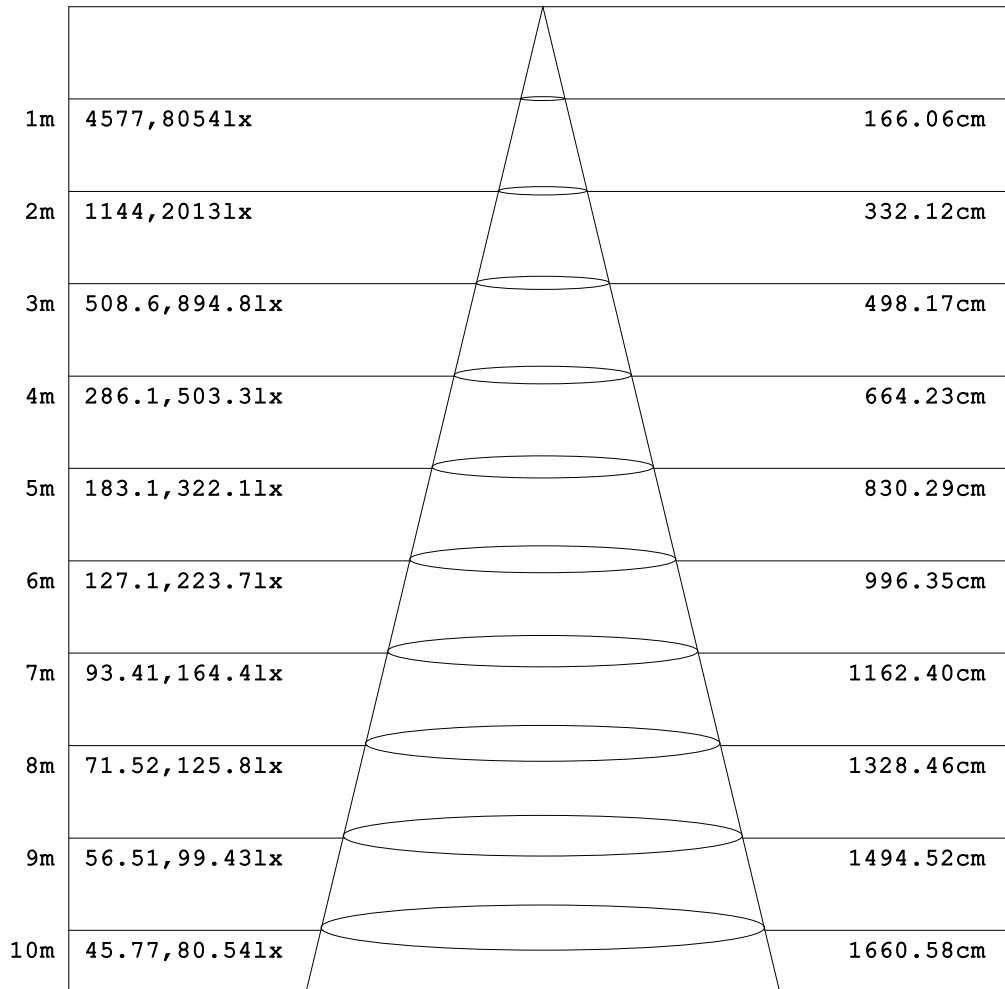 1m 4577,8054lx 166.06cm
2m 1144,2013lx 332.12cm
3m 508.6,894.8lx 498.17cm
4m 286.1,503.3lx 664.23cm
5m 183.1,322.1lx 830.29cm
6m 127.1,223.7lx 996.35cm
7m 93.41,164.4lx 1162.40cm
8m 71.52,125.8lx 1328.46cm
9m 56.51,99.43lx 1494.52cm
10m 45.77,80.54lx 1660.58cm